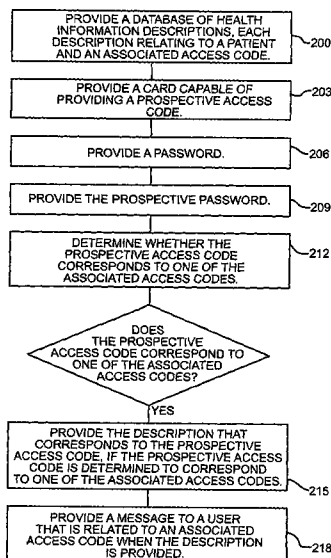 PROVIDE A DATABASE OF HEALTH
INFORMATION DESCRIPTIONS, EACH
DESCRIPTION RELATING TO A PATIENT
AND AN ASSOCIATED ACCESS CODE.
200
PROVIDE A CARD CAPABLE OF
PROVIDING A PROSPECTIVE ACCESS
CODE.
203
PROVIDE A PASSWORD.
206
PROVIDE THE PROSPECTIVE PASSWORD.
209
DETERMINE WHETHER THE
PROSPECTIVE ACCESS CODE
CORRESPONDS TO ONE OF THE
ASSOCIATED ACCESS CODES.
212
DOES
THE PROSPECTIVE
ACCESS CODE CORRESPOND TO
ONE OF THE ASSOCIATED
ACCESS CODES?
YES
PROVIDE THE DESCRIPTION THAT
CORRESPONDS TO THE PROSPECTIVE
ACCESS CODE, IF THE PROSPECTIVE ACCESS
CODE IS DETERMINED TO CORRESPOND
TO ONE OF THE ASSOCIATED ACCESS CODES.
215
PROVIDE A MESSAGE TO A USER
THAT IS RELATED TO AN ASSOCIATED
ACCESS CODE WHEN THE DESCRIPTION
IS PROVIDED.
218